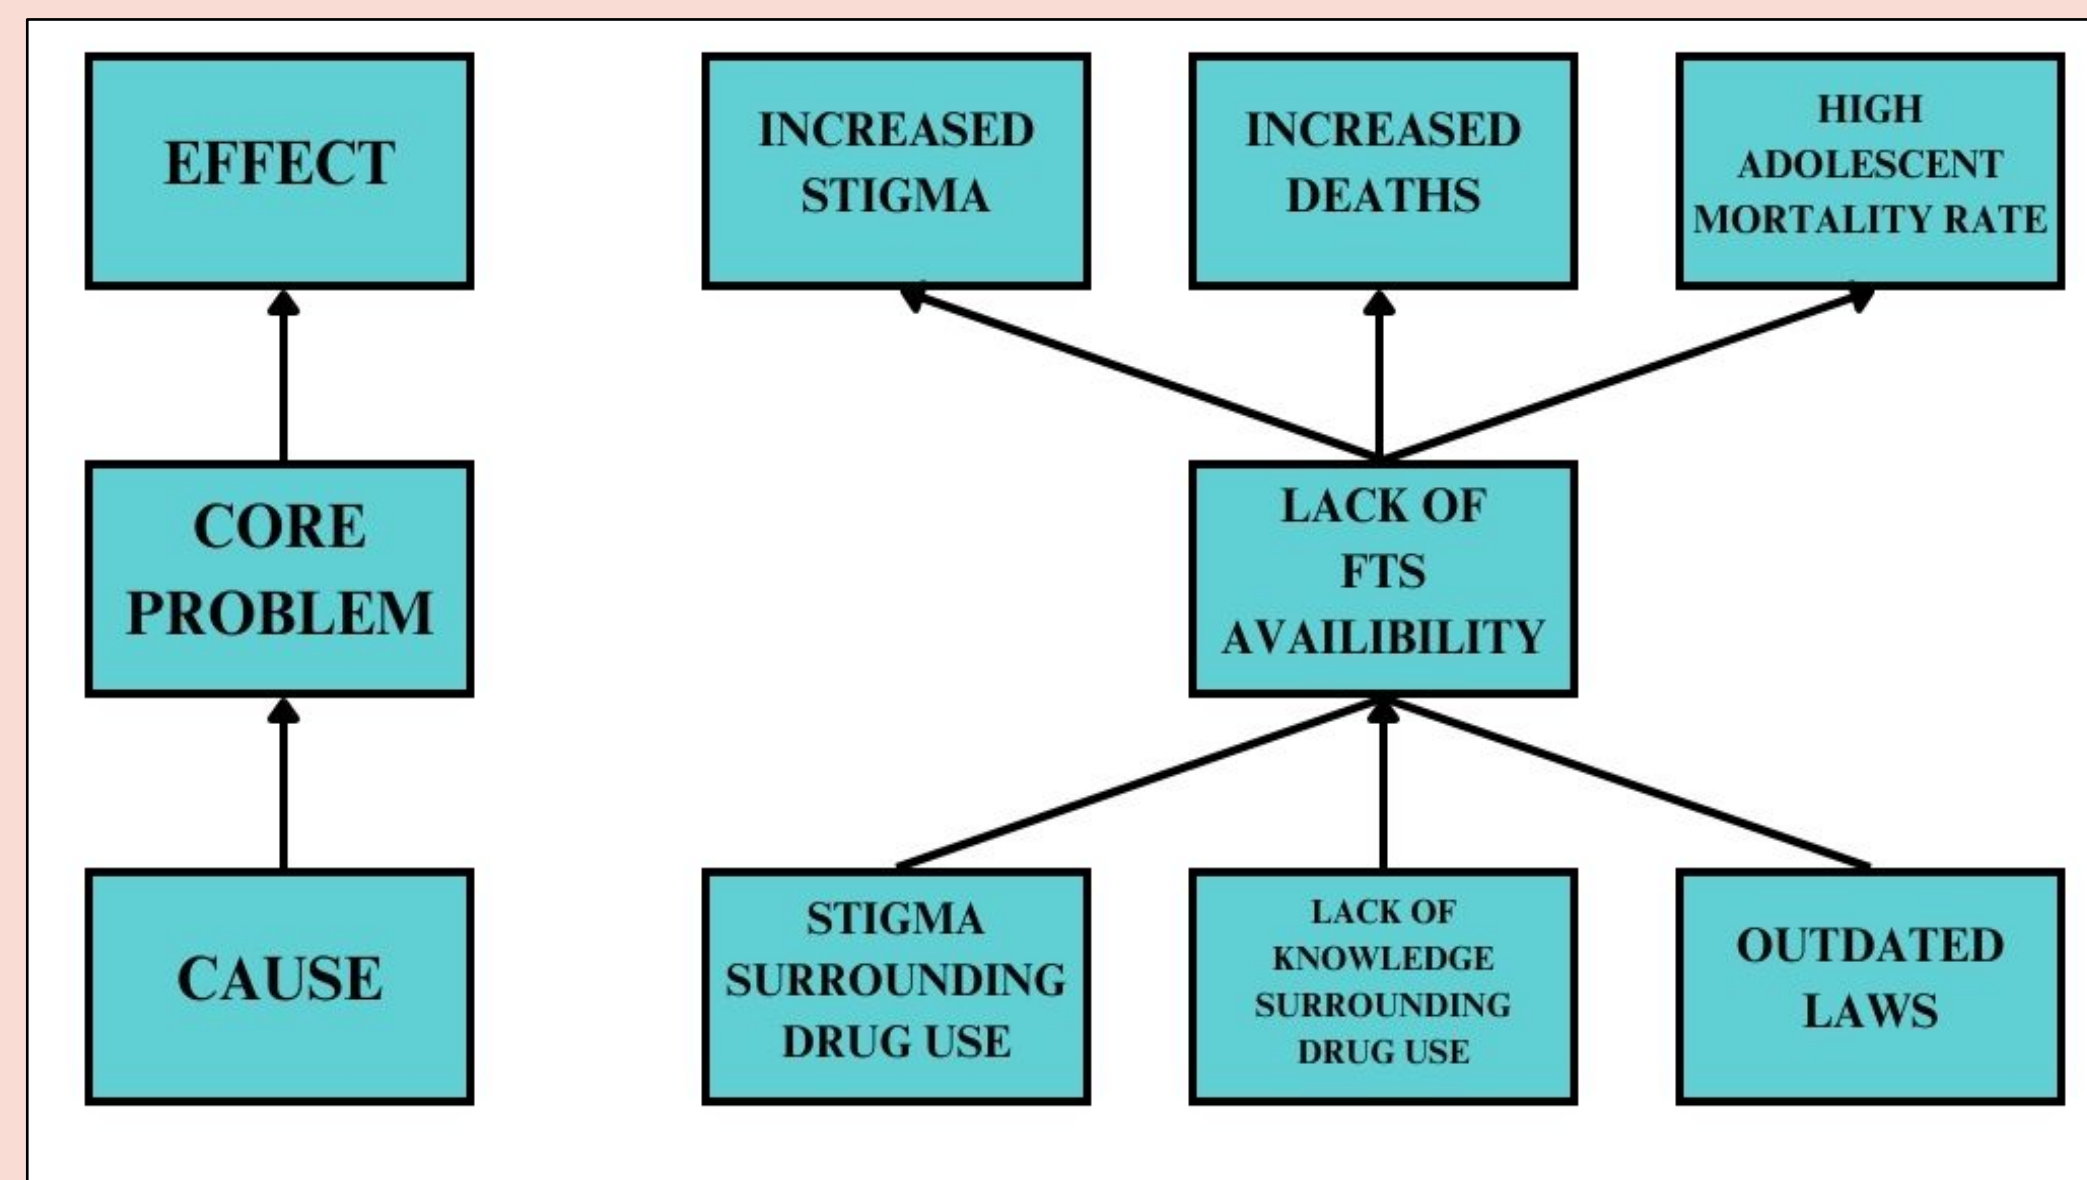 EFFECT
INCREASED
STIGMA
INCREASED
DEATHS
HIGH
ADOLESCENT
MORTALITY RATE
CORE
PROBLEM
LACK OF
FTS
AVAILIBILITY
CAUSE
STIGMA
SURROUNDING
DRUG USE
LACK OF
KNOWLEDGE
SURROUNDING
DRUG USE
OUTDATED
LAWS